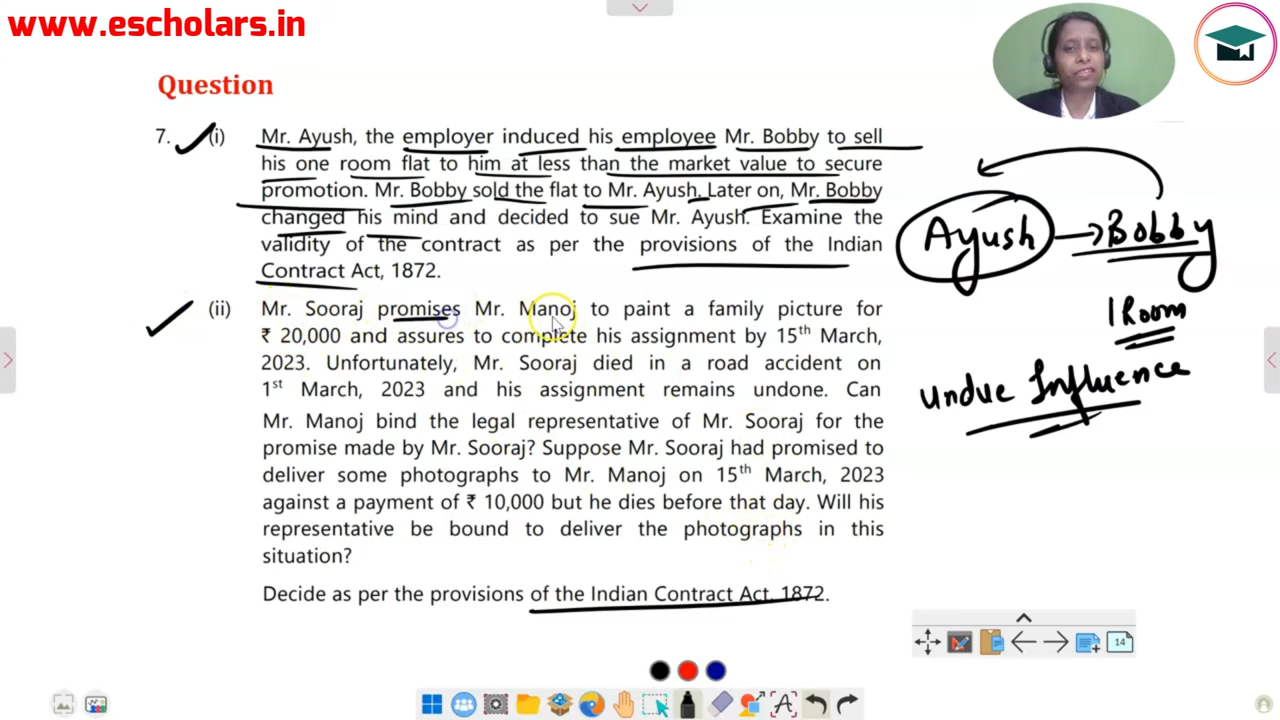 www.escholars.in
Question
7. (i) Mr. Ayush, the employer induced his employee Mr. Bobby to sell
his one room flat to him at less than the market value to secure
promotion. Mr. Bobby sold the flat to Mr. Ayush. Later on, Mr. Bobby
changed his mind and decided to sue Mr. Ayush. Examine the
validity of the contract as per the provisions of the Indian
Contract Act, 1872.
(ii) Mr. Sooraj promises Mr. Manoj to paint a family picture for
₹ 20,000 and assures to complete his assignment by 15th March,
2023. Unfortunately, Mr. Sooraj died in a road accident on
1st March, 2023 and his assignment remains undone. Can
Mr. Manoj bind the legal representative of Mr. Sooraj for the
promise made by Mr. Sooraj? Suppose Mr. Sooraj had promised to
deliver some photographs to Mr. Manoj on 15th March, 2023
against a payment of ₹ 10,000 but he dies before that day. Will his
representative be bound to deliver the photographs in this
situation?
Decide as per the provisions of the Indian Contract Act, 1872.
Ayush → Bobby
1 Room
undue Influence
14